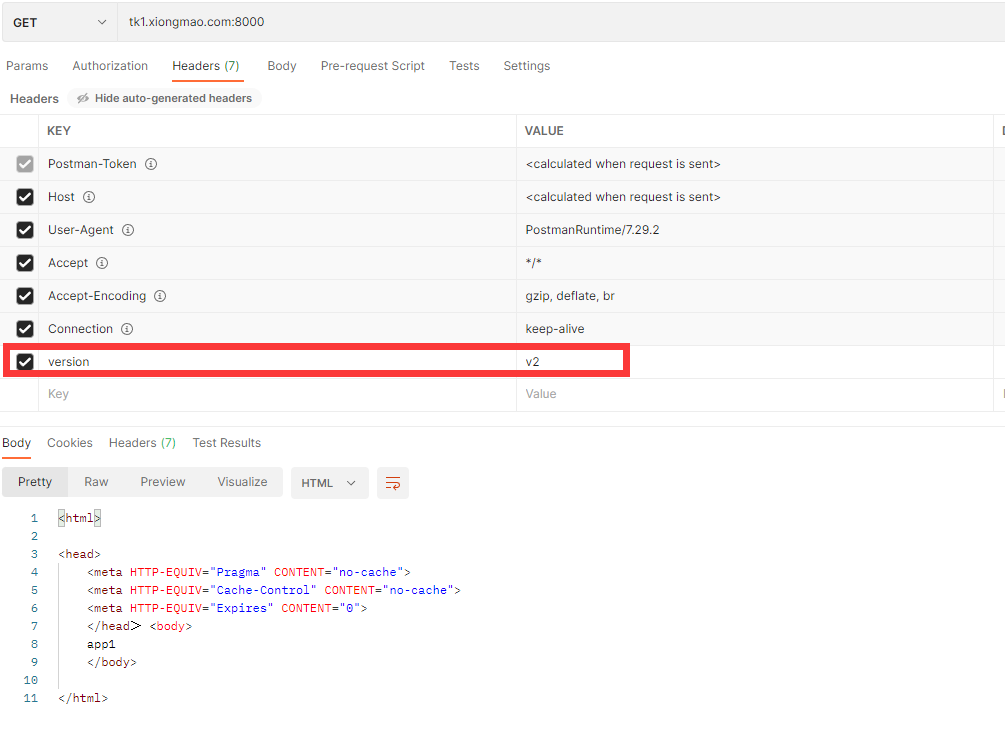 GET tk1.xiongmao.com:8000
Params Authorization Headers (7) Body Pre-request Script Tests Settings
Headers Hide auto-generated headers
KEY VALUE
Postman-Token <calculated when request is sent>
Host <calculated when request is sent>
User-Agent PostmanRuntime/7.29.2
Accept */*
Accept-Encoding gzip, deflate, br
Connection keep-alive
version v2
Key Value
Body Cookies Headers (7) Test Results
Pretty Raw Preview Visualize HTML
1 <html>
2
3 <head>
4 <meta HTTP-EQUIV="Pragma" CONTENT="no-cache">
5 <meta HTTP-EQUIV="Cache-Control" CONTENT="no-cache">
6 <meta HTTP-EQUIV="Expires" CONTENT="0">
7 </head> <body>
8 app1
9 </body>
10
11 </html>